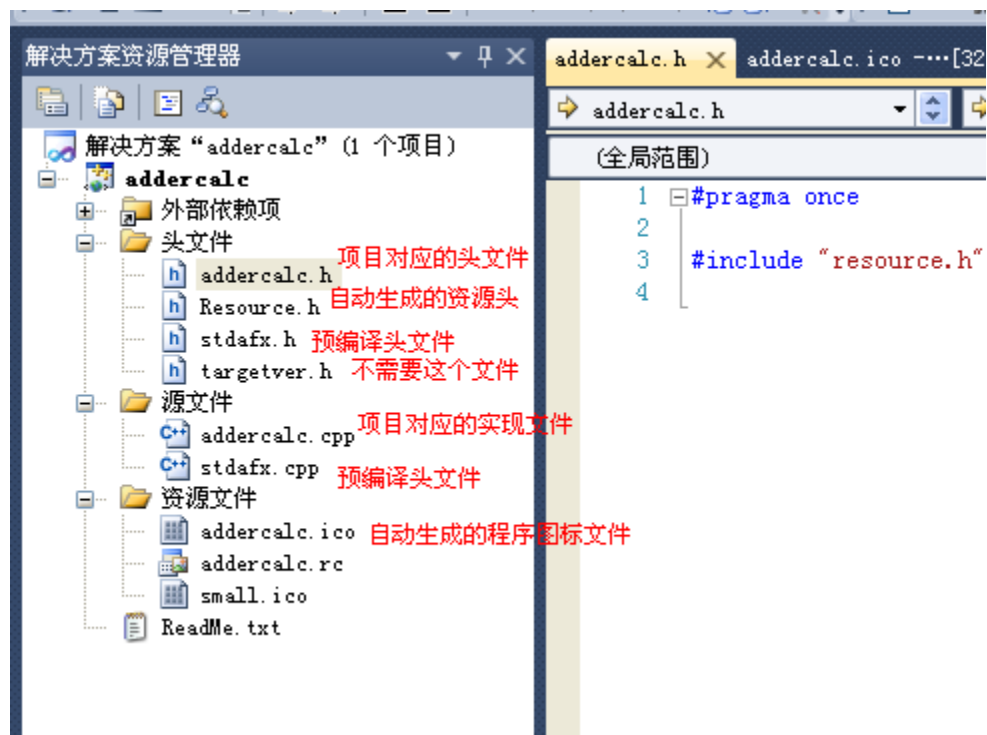 解决方案资源管理器
addercalc.h
addercalc.ico -…[32
addercalc.h
(全局范围)
解决方案“addercalc”(1 个项目)
addercalc
外部依赖项
头文件
addercalc.h 项目对应的头文件
Resource.h 自动生成的资源头
stdafx.h 预编译头文件
targetver.h 不需要这个文件
源文件
addercalc.cpp 项目对应的实现文件
stdafx.cpp 预编译头文件
资源文件
addercalc.ico 自动生成的程序图标文件
addercalc.rc
small.ico
ReadMe.txt
1 #pragma once
2
3 #include "resource.h"
4